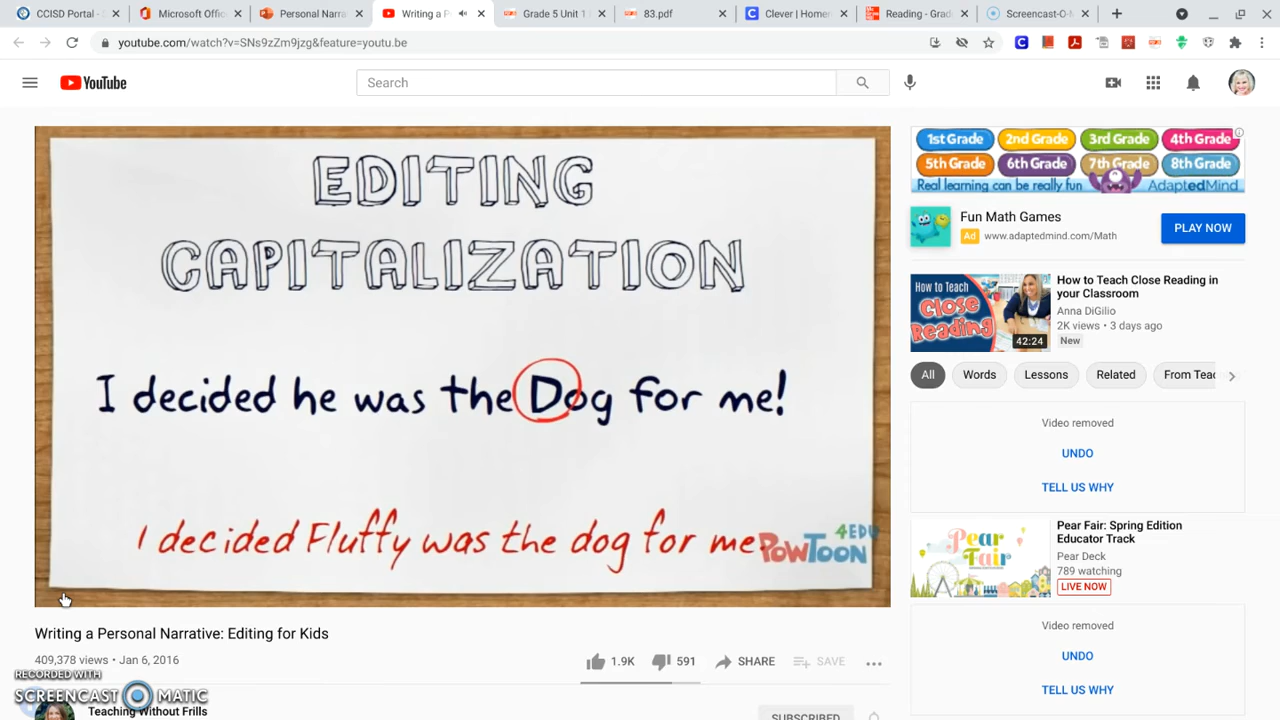 CCISD Portal -
Microsoft Offic
Personal Narra
Writing a P
Grade 5 Unit 1
83.pdf
Clever | Home
Reading - Grad
Screencast-O-M
youtube.com/watch?v=SNs9zZm9jzg&feature=youtu.be
YouTube
Search
EDITING
CAPITALIZATION
I decided he was the Dog for me!
I decided Fluffy was the dog for me.
4EDU
POWTOON
Writing a Personal Narrative: Editing for Kids
409,378 views • Jan 6, 2016
1.9K 591 SHARE SAVE
RECORDED WITH
SCREENCAST MATIC
Teaching Without Frills
SUBSCRIBED
1st Grade 2nd Grade 3rd Grade 4th Grade
5th Grade 6th Grade 7th Grade 8th Grade
Real learning can be really fun AdaptedMind
Fun Math Games
Ad www.adaptedmind.com/Math
PLAY NOW
How to Teach
Close
Reading
42:24
How to Teach Close Reading in
your Classroom
Anna DiGilio
2K views • 3 days ago
New
All Words Lessons Related From Teac
Video removed
UNDO
TELL US WHY
Pear
Fair
Pear Fair: Spring Edition
Educator Track
Pear Deck
789 watching
LIVE NOW
Video removed
UNDO
TELL US WHY